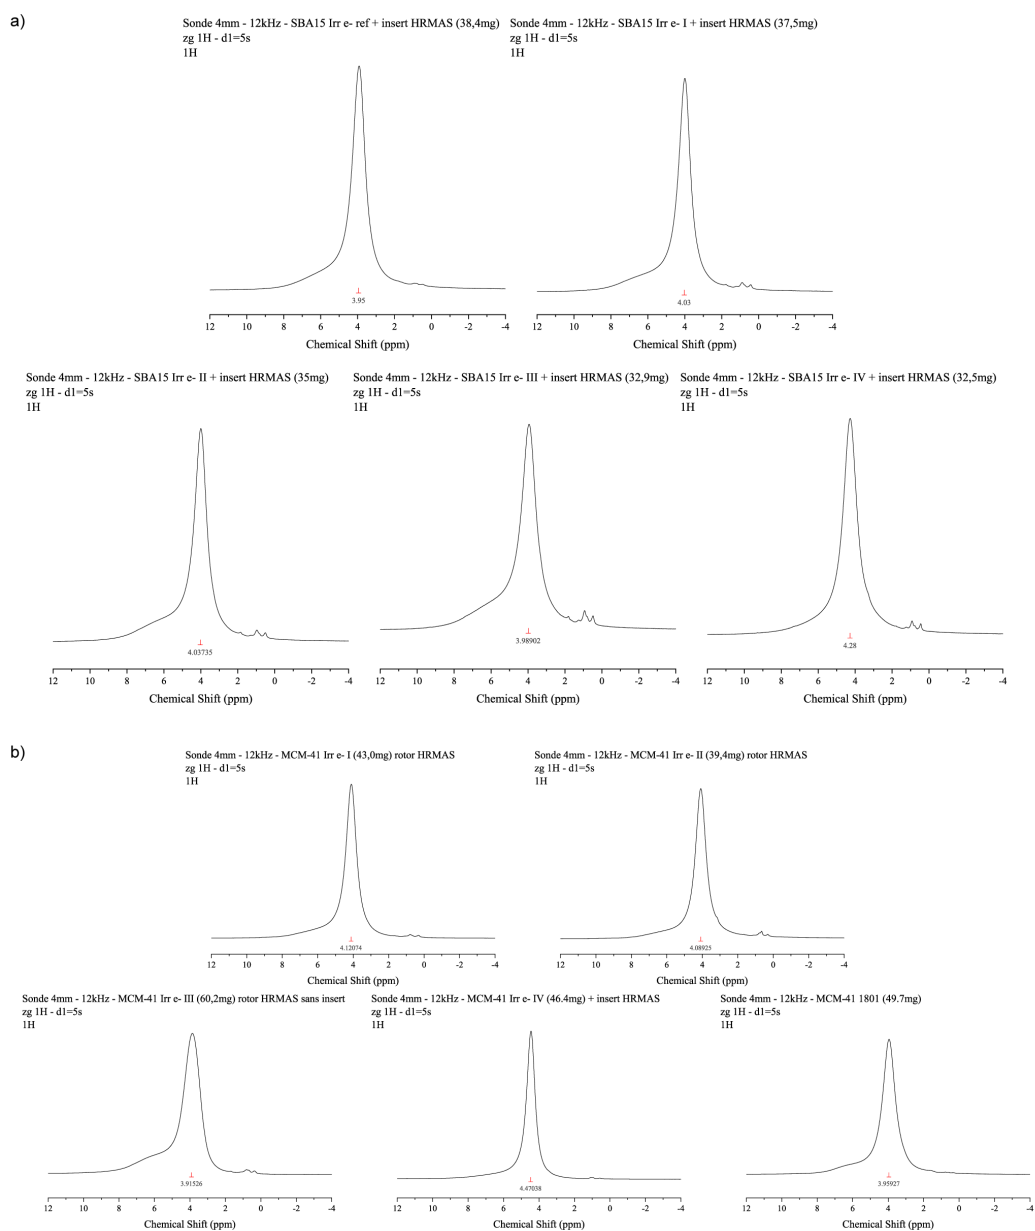 a)
Sonde 4mm - 12kHz - SBA15 Irr e- ref + insert HRMAS (38,4mg)
zg 1H - d1=5s
1H
3.95
12 10 8 6 4 2 0 -2 -4
Chemical Shift (ppm)
Sonde 4mm - 12kHz - SBA15 Irr e- I + insert HRMAS (37,5mg)
zg 1H - d1=5s
1H
4.03
12 10 8 6 4 2 0 -2 -4
Chemical Shift (ppm)
Sonde 4mm - 12kHz - SBA15 Irr e- II + insert HRMAS (35mg)
zg 1H - d1=5s
1H
4.03735
12 10 8 6 4 2 0 -2 -4
Chemical Shift (ppm)
Sonde 4mm - 12kHz - SBA15 Irr e- III + insert HRMAS (32,9mg)
zg 1H - d1=5s
1H
3.98902
12 10 8 6 4 2 0 -2 -4
Chemical Shift (ppm)
Sonde 4mm - 12kHz - SBA15 Irr e- IV + insert HRMAS (32,5mg)
zg 1H - d1=5s
1H
4.28
12 10 8 6 4 2 0 -2 -4
Chemical Shift (ppm)
b)
Sonde 4mm - 12kHz - MCM-41 Irr e- I (43,0mg) rotor HRMAS
zg 1H - d1=5s
1H
4.12074
12 10 8 6 4 2 0 -2 -4
Chemical Shift (ppm)
Sonde 4mm - 12kHz - MCM-41 Irr e- II (39,4mg) rotor HRMAS
zg 1H - d1=5s
1H
4.08925
12 10 8 6 4 2 0 -2 -4
Chemical Shift (ppm)
Sonde 4mm - 12kHz - MCM-41 Irr e- III (60,2mg) rotor HRMAS sans insert
zg 1H - d1=5s
1H
3.91526
12 10 8 6 4 2 0 -2 -4
Chemical Shift (ppm)
Sonde 4mm - 12kHz - MCM-41 Irr e- IV (46.4mg) + insert HRMAS
zg 1H - d1=5s
1H
4.47038
12 10 8 6 4 2 0 -2 -4
Chemical Shift (ppm)
Sonde 4mm - 12kHz - MCM-41 1801 (49.7mg)
zg 1H - d1=5s
1H
3.95927
12 10 8 6 4 2 0 -2 -4
Chemical Shift (ppm)